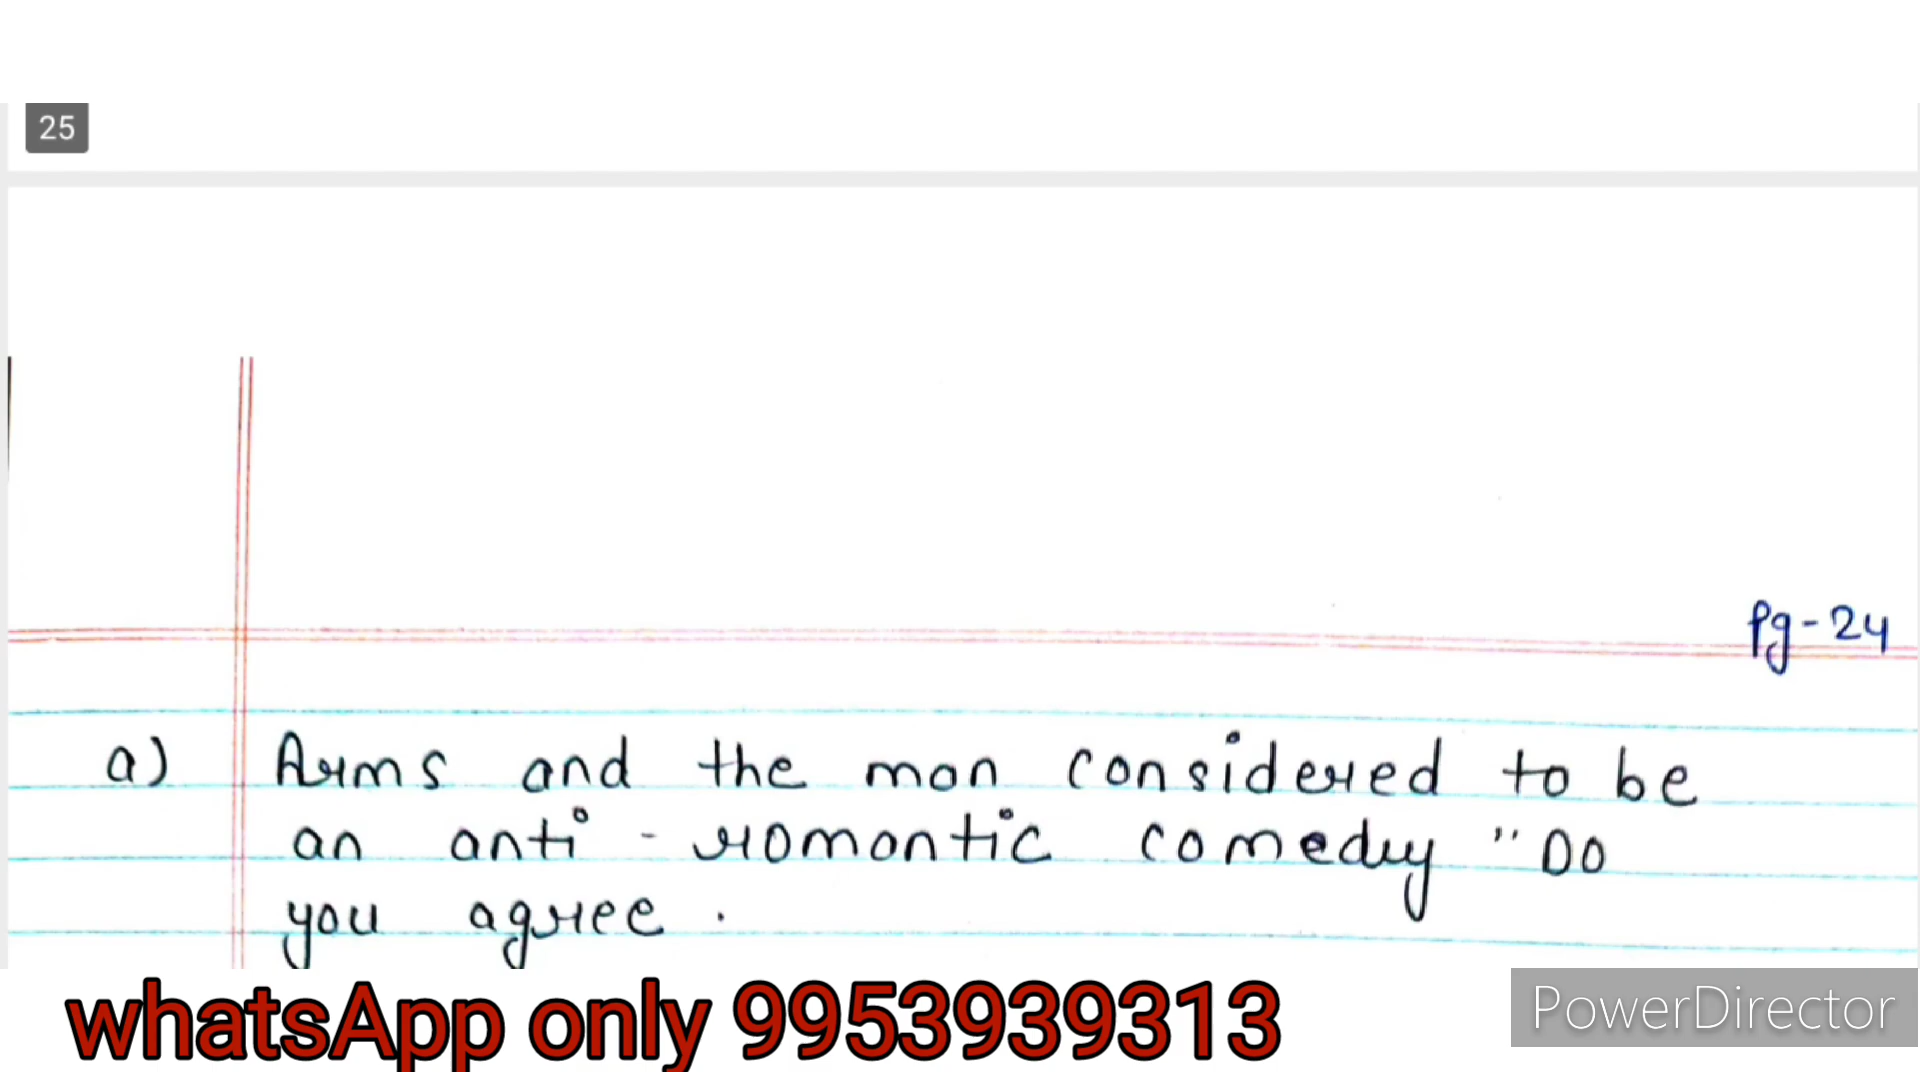 25
Pg-24
a) Arms and the man considered to be
an anti-romantic comedy " Do
you agree.
whatsApp only 9953939313
PowerDirector